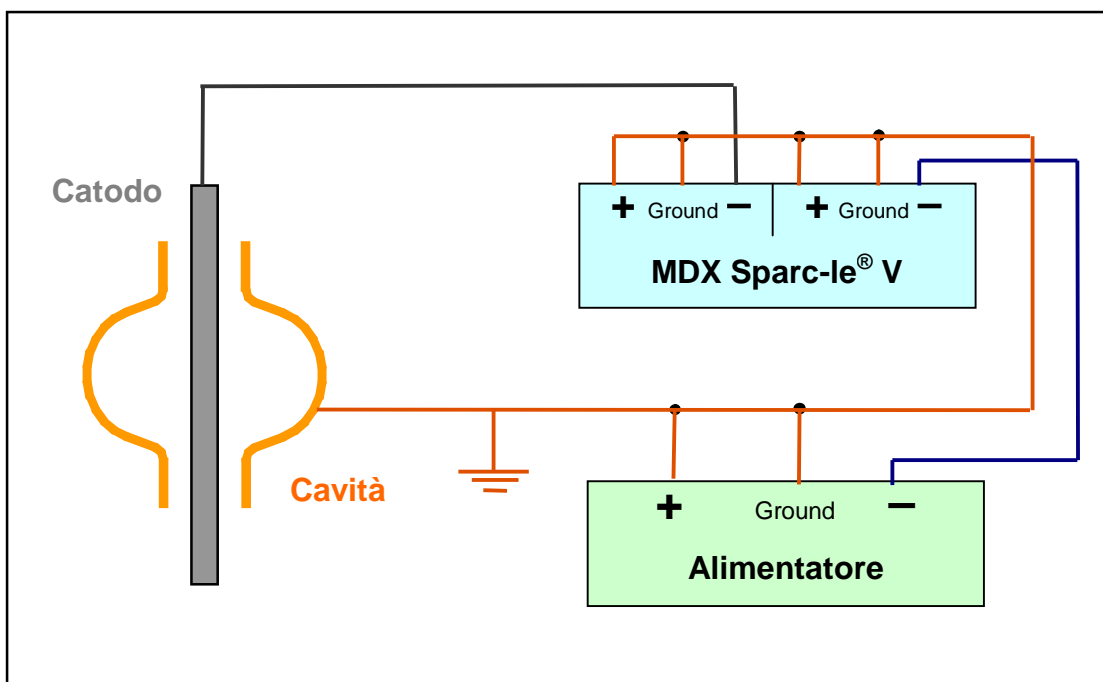 Catodo
+ Ground − + Ground −
MDX Sparc-le® V
Cavità
+ Ground −
Alimentatore